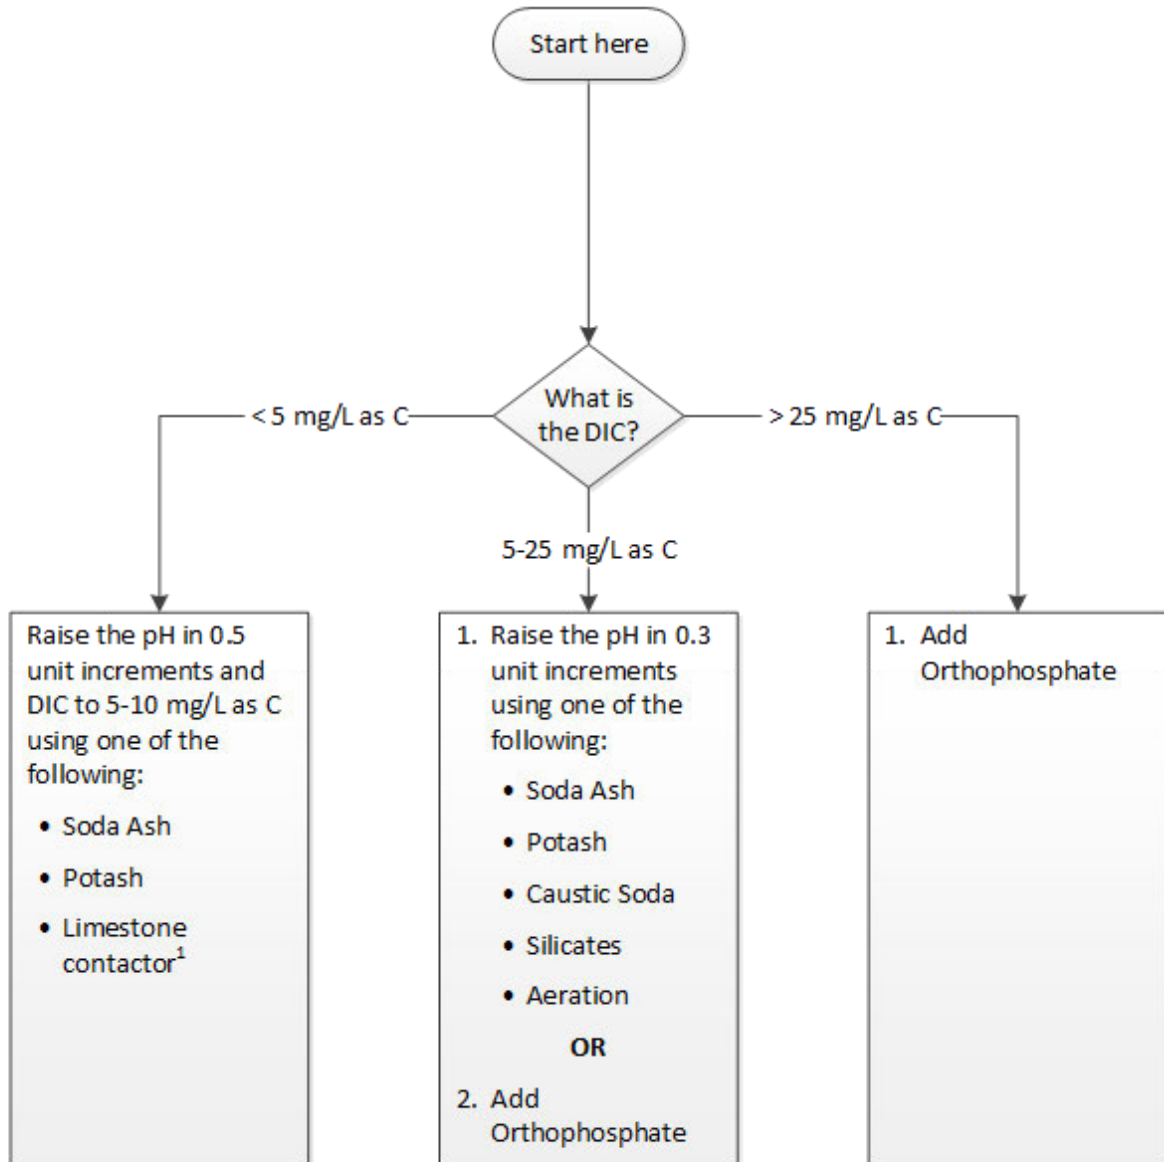 Start here
What is
the DIC?
< 5 mg/L as C
> 25 mg/L as C
5-25 mg/L as C
Raise the pH in 0.5
unit increments and
DIC to 5-10 mg/L as C
using one of the
following:
• Soda Ash
• Potash
• Limestone
contactor¹
1. Raise the pH in 0.3
unit increments
using one of the
following:
• Soda Ash
• Potash
• Caustic Soda
• Silicates
• Aeration
OR
2. Add
Orthophosphate
1. Add
Orthophosphate